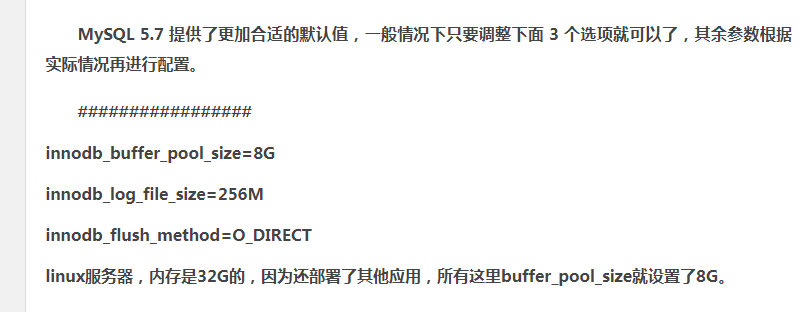 MySQL 5.7 提供了更加合适的默认值，一般情况下只要调整下面 3 个选项就可以了，其余参数根据
实际情况再进行配置。
#################
innodb_buffer_pool_size=8G
innodb_log_file_size=256M
innodb_flush_method=O_DIRECT
linux服务器，内存是32G的，因为还部署了其他应用，所有这里buffer_pool_size就设置了8G。